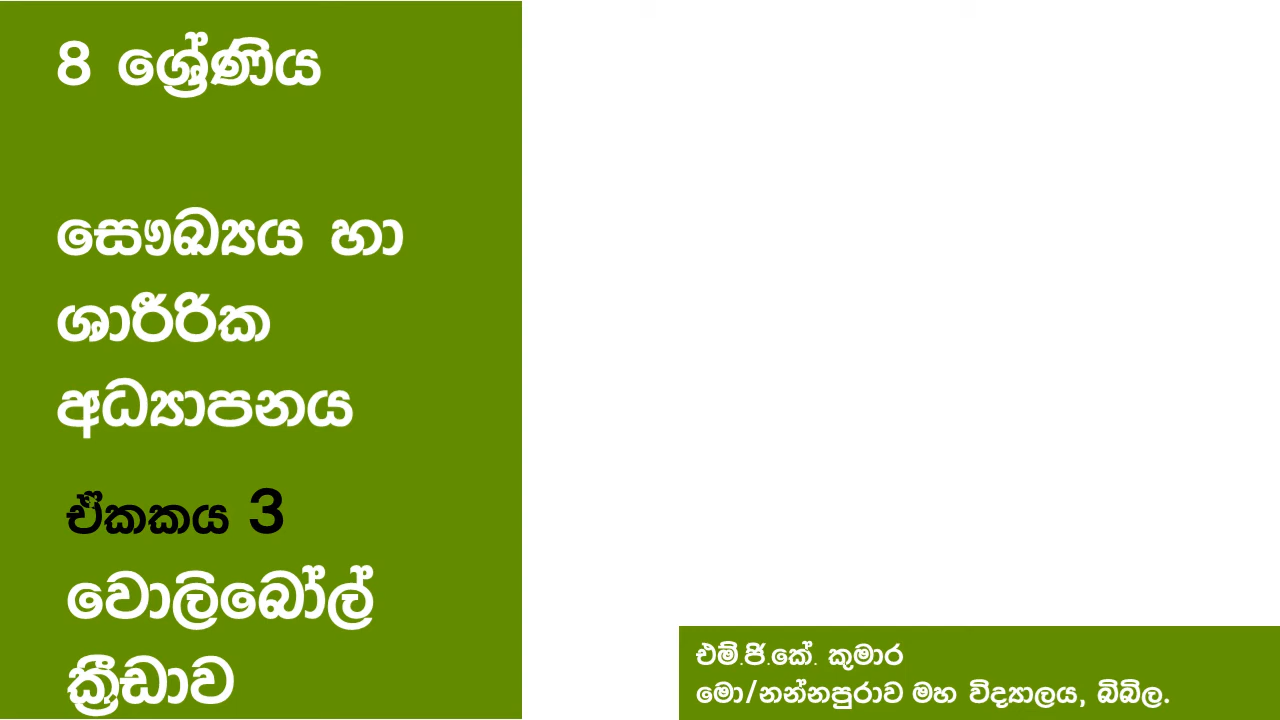 8 ශ්‍රේණිය
සෞඛ්‍යය හා
ශාරීරික
අධ්‍යාපනය
ඒකකය 3
වොලිබෝල්
ක්‍රීඩාව
එම්.ජි.කේ. කුමාර
මො/නන්නපුරාව මහ විද්‍යාලය, බිබිල.